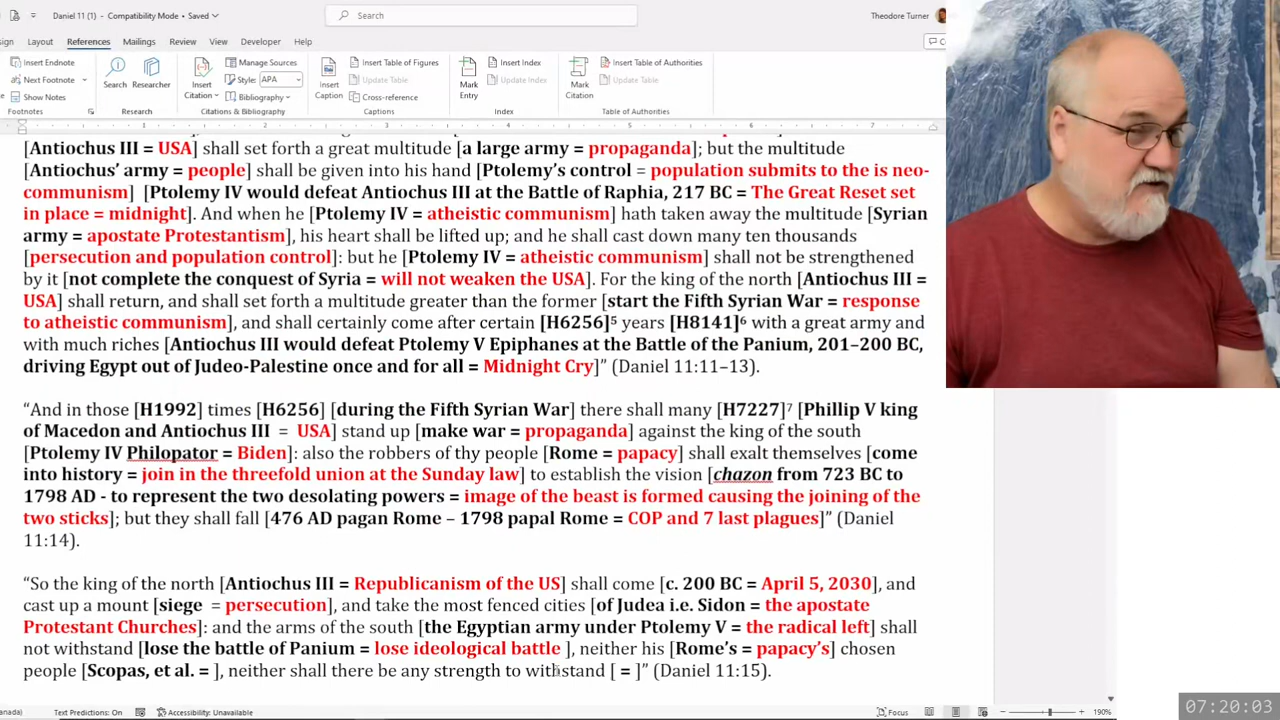 Daniel 11 (1) - Compatibility Mode • Saved
Search
Theodore Turner
sign Layout References Mailings Review View Developer Help
Insert Endnote
Next Footnote
Show Notes
Footnotes
Search
Researcher
Research
Insert Citation
Manage Sources
Style: APA
Bibliography
Citations & Bibliography
Insert Caption
Insert Table of Figures
Update Table
Cross-reference
Captions
Mark Entry
Insert Index
Update Index
Index
Mark Citation
Insert Table of Authorities
Update Table
Table of Authorities
1 2 3 4 5 6 7
[Antiochus III = USA] shall set forth a great multitude [a large army = propaganda]; but the multitude
[Antiochus’ army = people] shall be given into his hand [Ptolemy’s control = population submits to the is neo-
communism] [Ptolemy IV would defeat Antiochus III at the Battle of Raphia, 217 BC = The Great Reset set
in place = midnight]. And when he [Ptolemy IV = atheistic communism] hath taken away the multitude [Syrian
army = apostate Protestantism], his heart shall be lifted up; and he shall cast down many ten thousands
[persecution and population control]: but he [Ptolemy IV = atheistic communism] shall not be strengthened
by it [not complete the conquest of Syria = will not weaken the USA]. For the king of the north [Antiochus III =
USA] shall return, and shall set forth a multitude greater than the former [start the Fifth Syrian War = response
to atheistic communism], and shall certainly come after certain [H6256]5 years [H8141]6 with a great army and
with much riches [Antiochus III would defeat Ptolemy V Epiphanes at the Battle of the Panium, 201–200 BC,
driving Egypt out of Judeo-Palestine once and for all = Midnight Cry]” (Daniel 11:11–13).
“And in those [H1992] times [H6256] [during the Fifth Syrian War] there shall many [H7227]7 [Phillip V king
of Macedon and Antiochus III = USA] stand up [make war = propaganda] against the king of the south
[Ptolemy IV Philopator = Biden]: also the robbers of thy people [Rome = papacy] shall exalt themselves [come
into history = join in the threefold union at the Sunday law] to establish the vision [chazon from 723 BC to
1798 AD - to represent the two desolating powers = image of the beast is formed causing the joining of the
two sticks]; but they shall fall [476 AD pagan Rome – 1798 papal Rome = COP and 7 last plagues]” (Daniel
11:14).
“So the king of the north [Antiochus III = Republicanism of the US] shall come [c. 200 BC = April 5, 2030], and
cast up a mount [siege = persecution], and take the most fenced cities [of Judea i.e. Sidon = the apostate
Protestant Churches]: and the arms of the south [the Egyptian army under Ptolemy V = the radical left] shall
not withstand [lose the battle of Panium = lose ideological battle ], neither his [Rome’s = papacy’s] chosen
people [Scopas, et al. = ], neither shall there be any strength to withstand [ = ]” (Daniel 11:15).
Text Predictions: On
Accessibility: Unavailable
Focus
190%
07:20:03